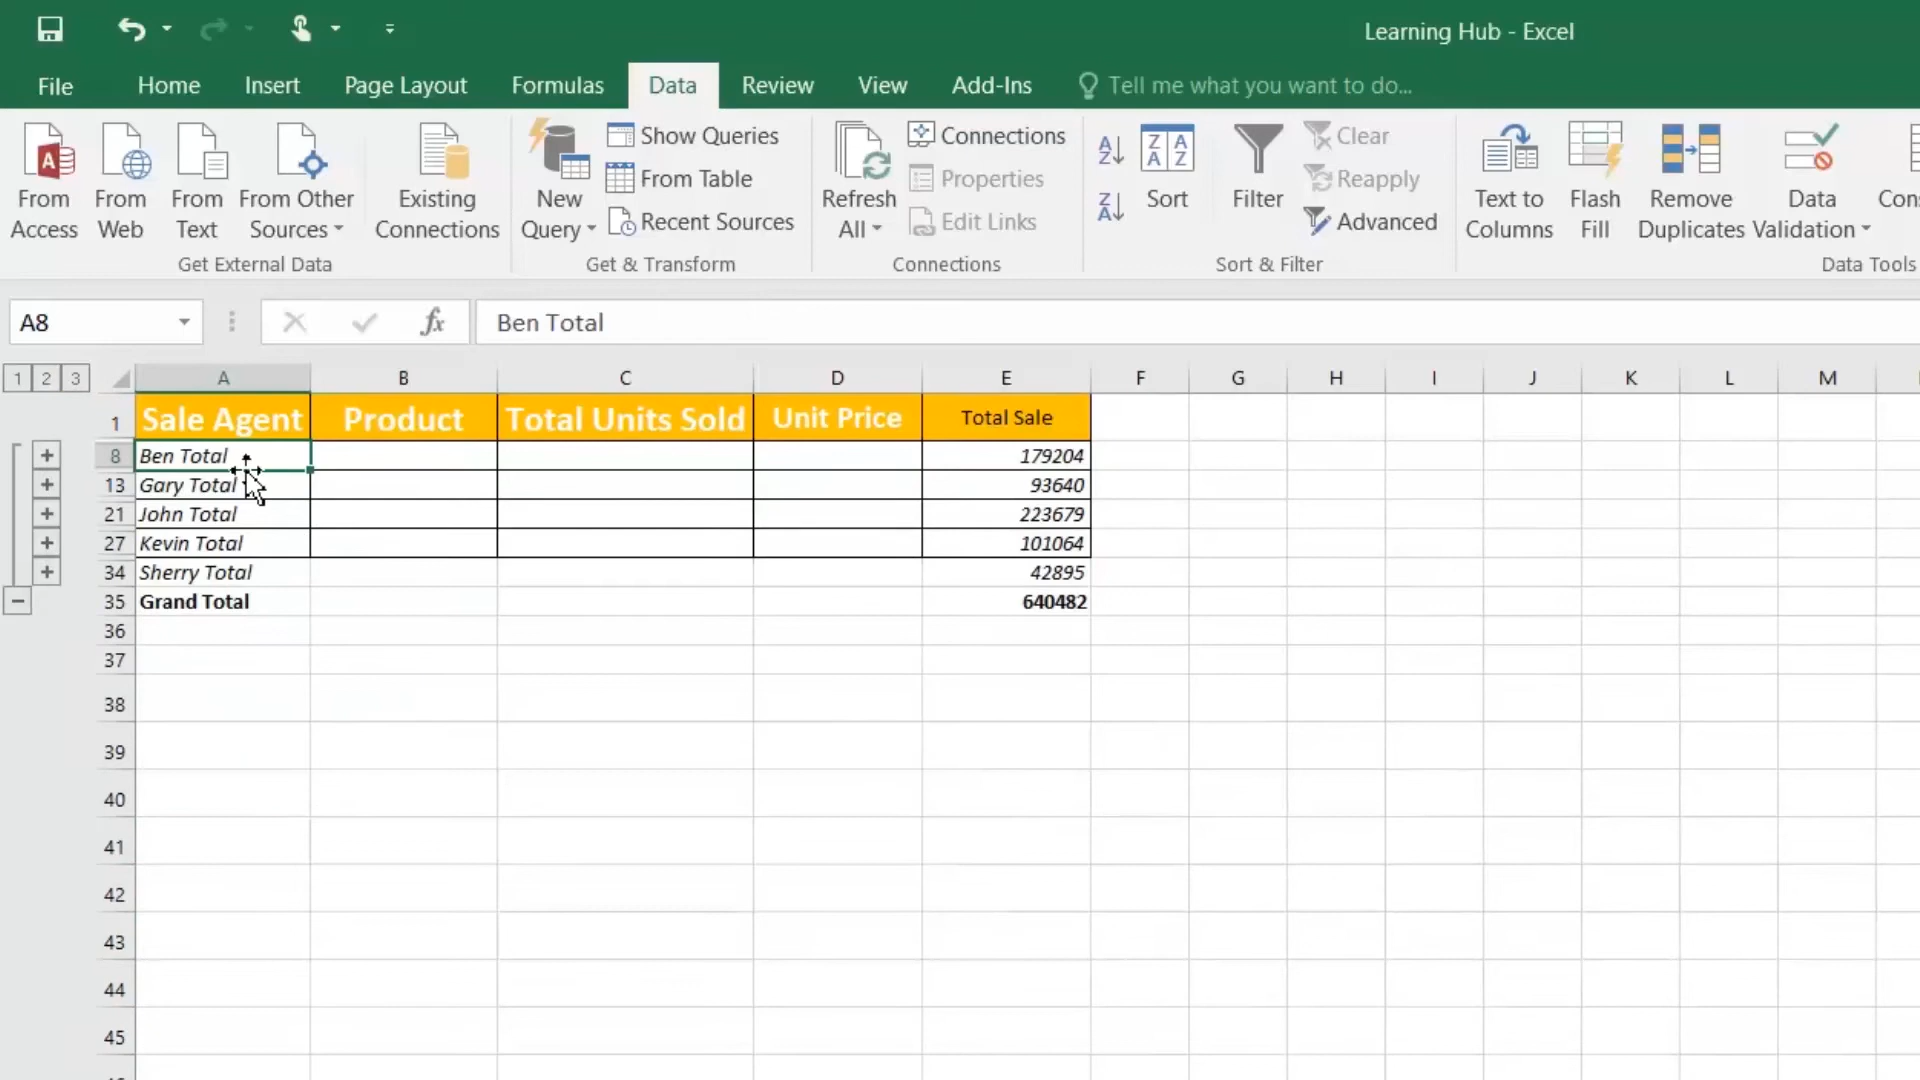 Learning Hub - Excel
File Home Insert Page Layout Formulas Data Review View Add-Ins Tell me what you want to do...
From Access
From Web
From Text
From Other Sources
Existing Connections
Get External Data
New Query
Show Queries
From Table
Recent Sources
Get & Transform
Refresh All
Connections
Properties
Edit Links
Connections
Sort
Filter
Clear
Reapply
Advanced
Sort & Filter
Text to Columns
Flash Fill
Remove Duplicates
Data Validation
Data Tools
A8 fx Ben Total
1 2 3 A B C D E F G H I J K L M
1 Sale Agent Product Total Units Sold Unit Price Total Sale
8 Ben Total 179204
13 Gary Total 93640
21 John Total 223679
27 Kevin Total 101064
34 Sherry Total 42895
35 Grand Total 640482
36
37
38
39
40
41
42
43
44
45